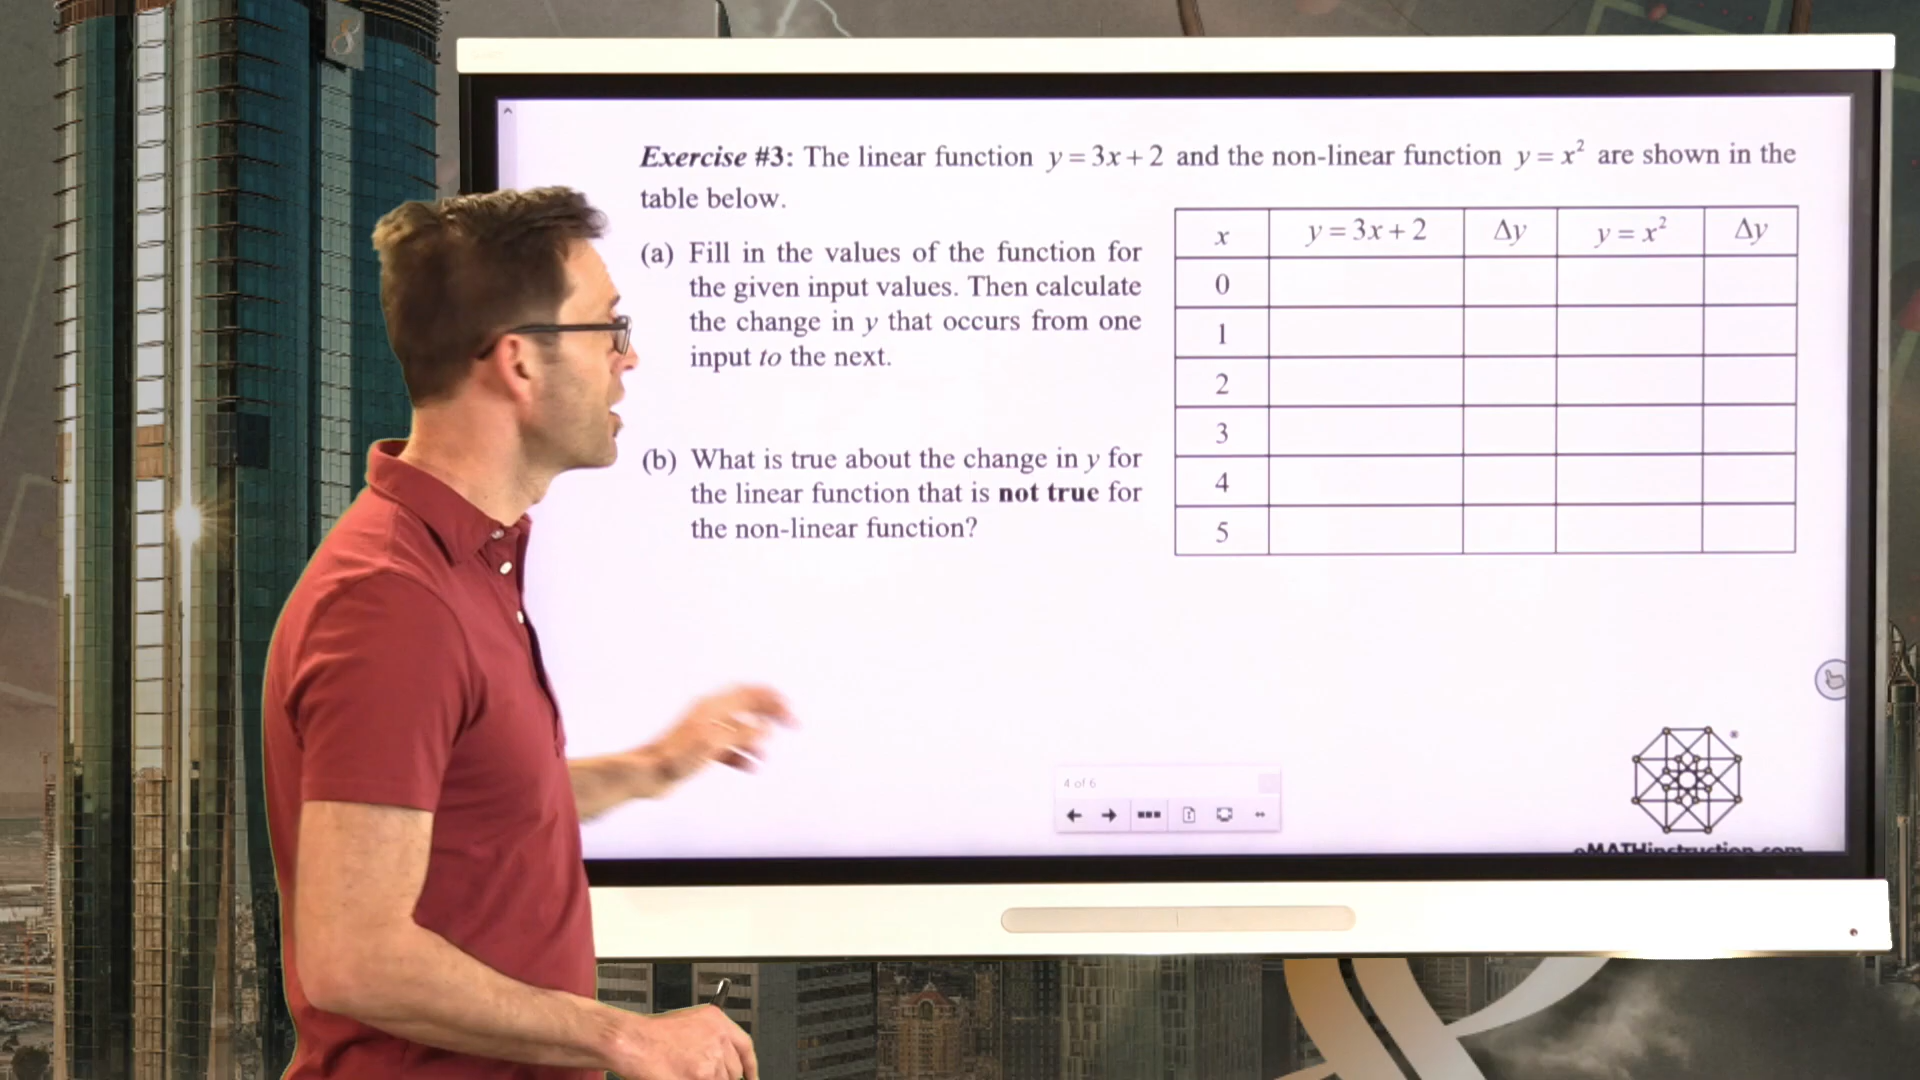 Exercise #3: The linear function y = 3x + 2 and the non-linear function y = x² are shown in the
table below.
(a) Fill in the values of the function for
the given input values. Then calculate
the change in y that occurs from one
input to the next.
(b) What is true about the change in y for
the linear function that is not true for
the non-linear function?
x y = 3x + 2 Δy y = x² Δy
0
1
2
3
4
5
4 of 6
eMATHinstruction.com